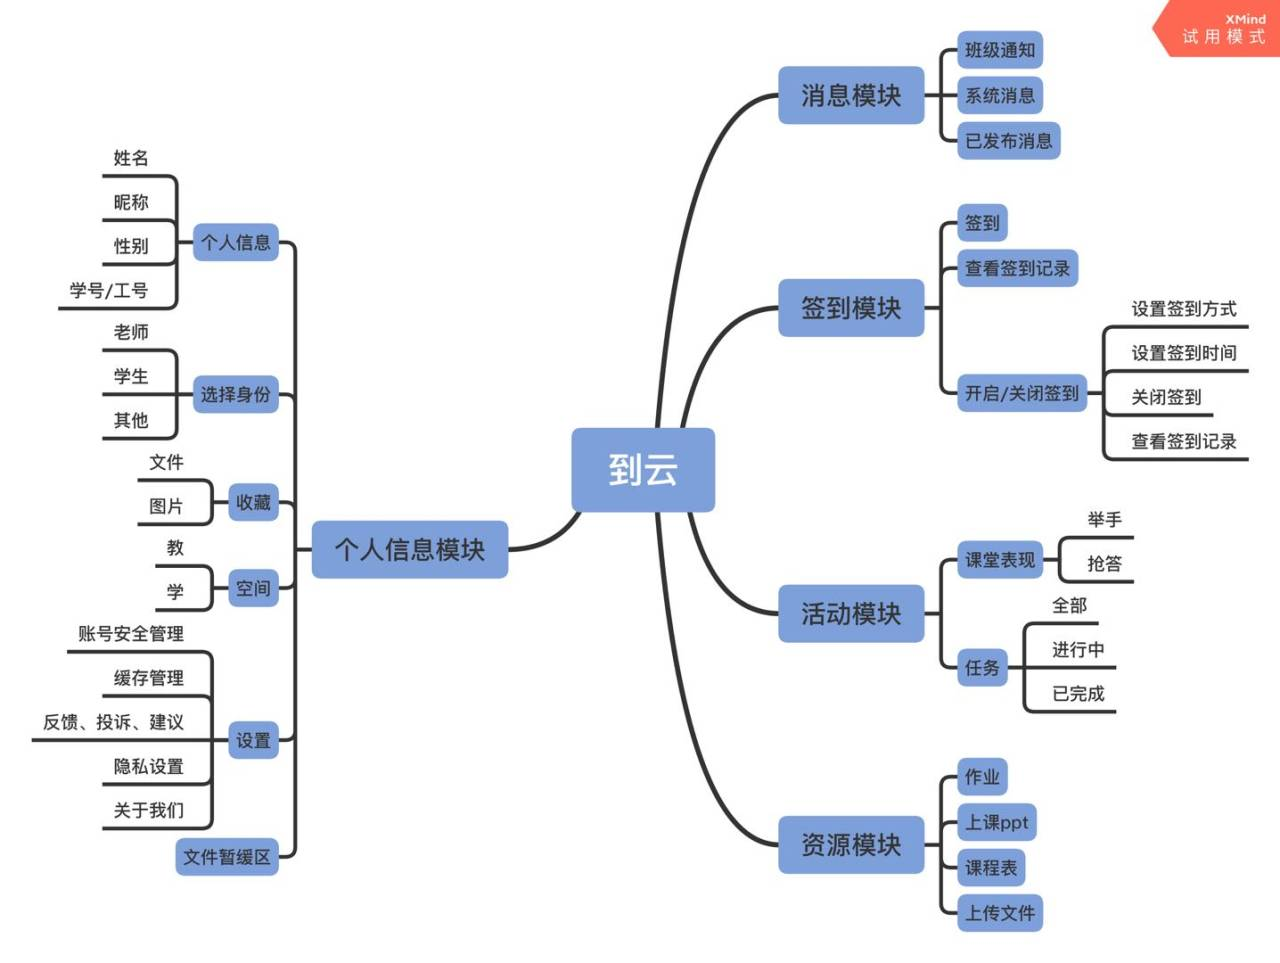 XMind
试用模式
到云
消息模块
班级通知
系统消息
已发布消息
签到模块
签到
查看签到记录
开启/关闭签到
设置签到方式
设置签到时间
关闭签到
查看签到记录
活动模块
课堂表现
举手
抢答
任务
全部
进行中
已完成
资源模块
作业
上课ppt
课程表
上传文件
个人信息模块
个人信息
姓名
昵称
性别
学号/工号
选择身份
老师
学生
其他
收藏
文件
图片
空间
教
学
设置
账号安全管理
缓存管理
反馈、投诉、建议
隐私设置
关于我们
文件暂缓区